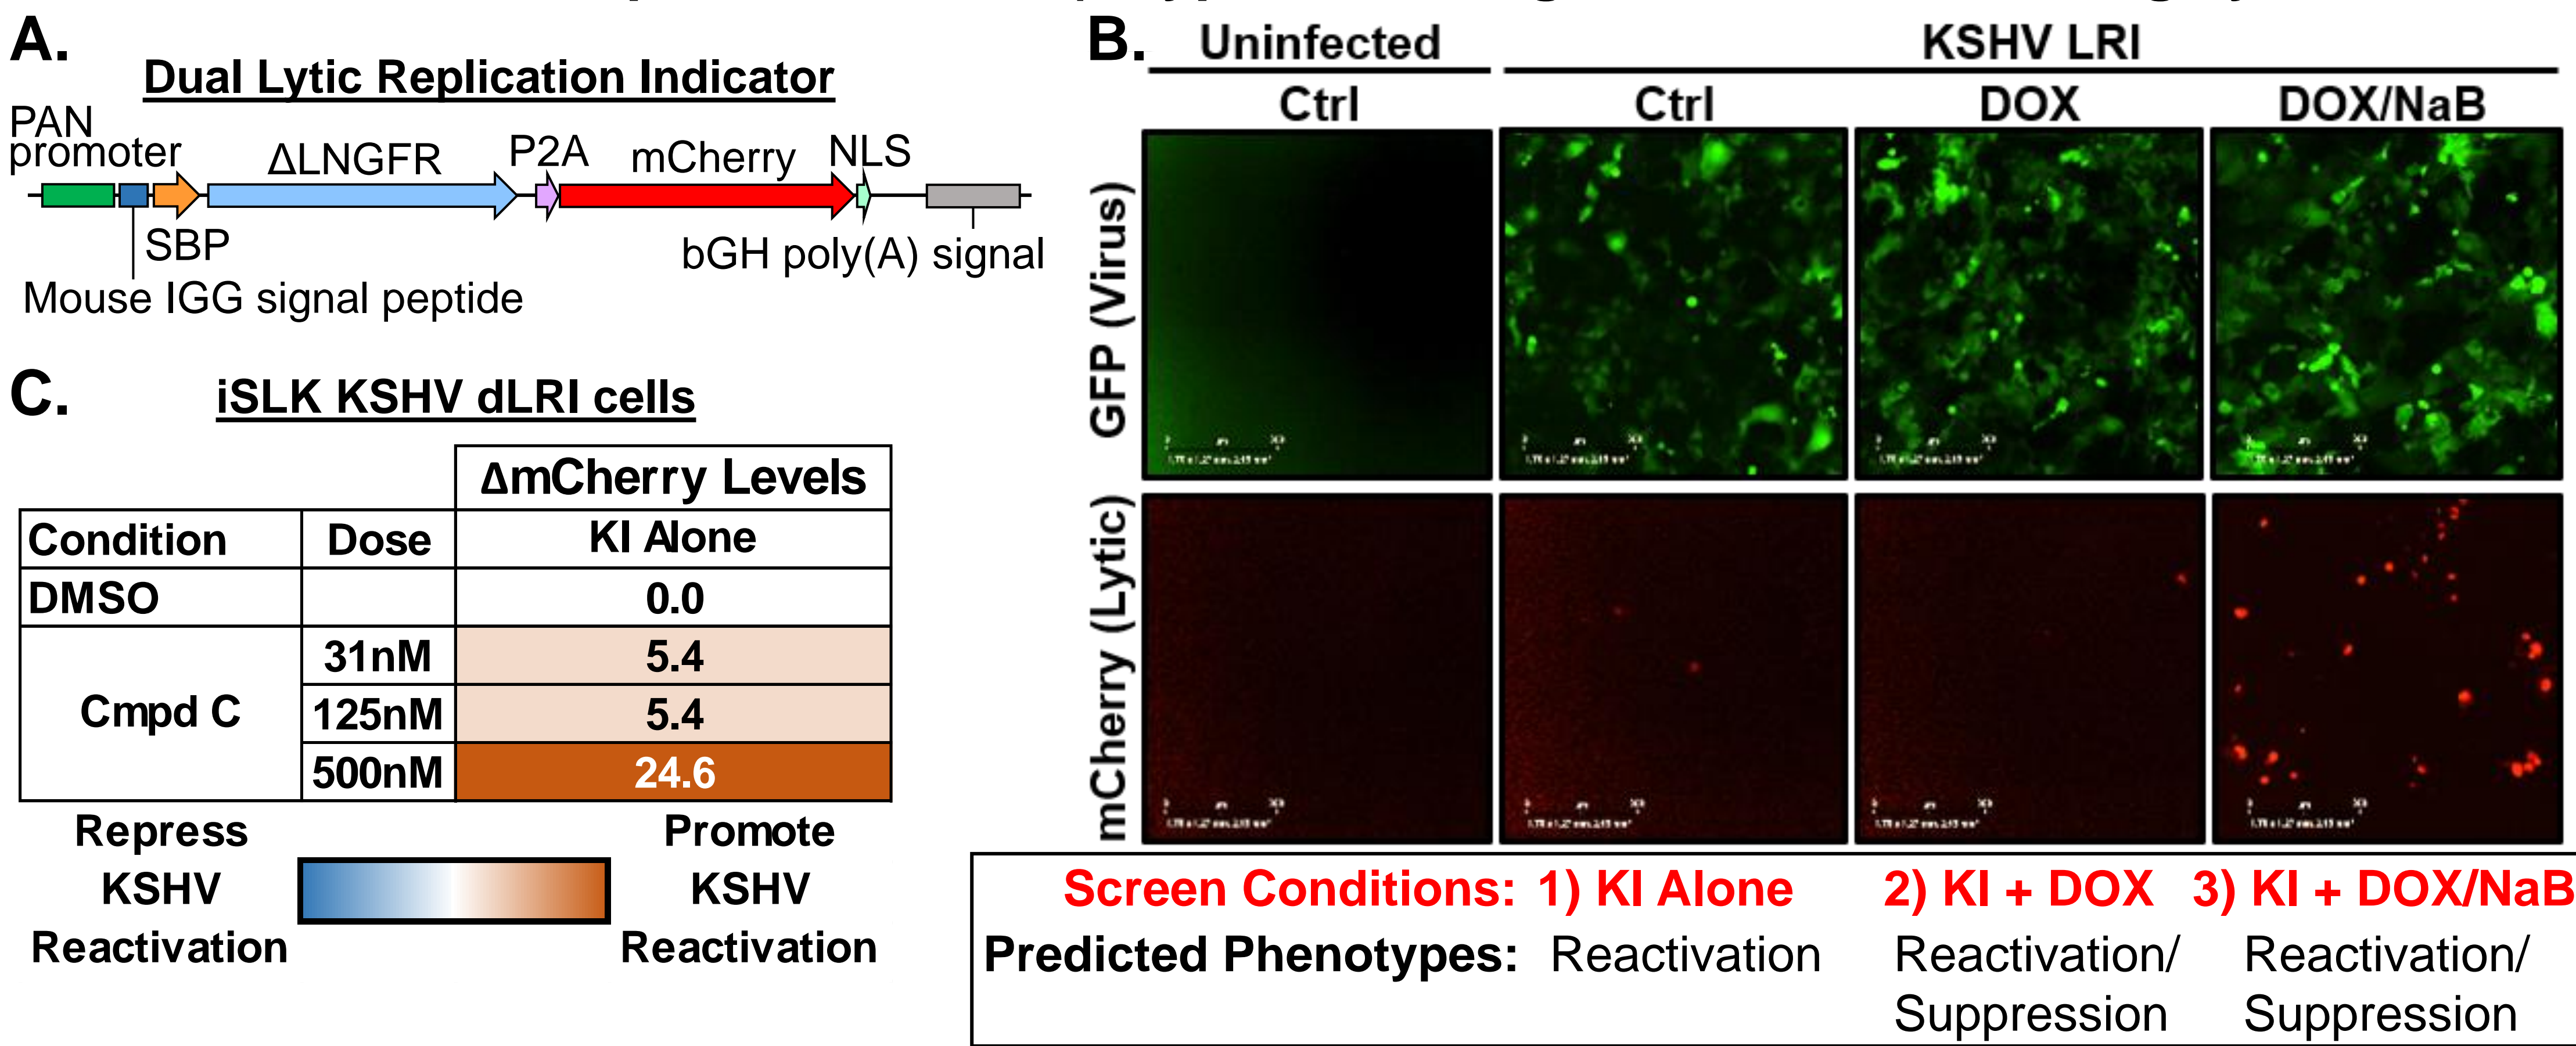 A.
Dual Lytic Replication Indicator
PAN
promoter
ΔLNGFR
P2A
mCherry
NLS
SBP
bGH poly(A) signal
Mouse IGG signal peptide
B.
Uninfected
KSHV LRI
Ctrl
Ctrl
DOX
DOX/NaB
GFP (Virus)
mCherry (Lytic)
Screen Conditions: 1) KI Alone 2) KI + DOX 3) KI + DOX/NaB
Predicted Phenotypes: Reactivation Reactivation/ Reactivation/
Suppression Suppression
C.
iSLK KSHV dLRI cells
ΔmCherry Levels
Condition Dose KI Alone
DMSO 0.0
Cmpd C
31nM 5.4
125nM 5.4
500nM 24.6
Repress Promote
KSHV KSHV
Reactivation Reactivation